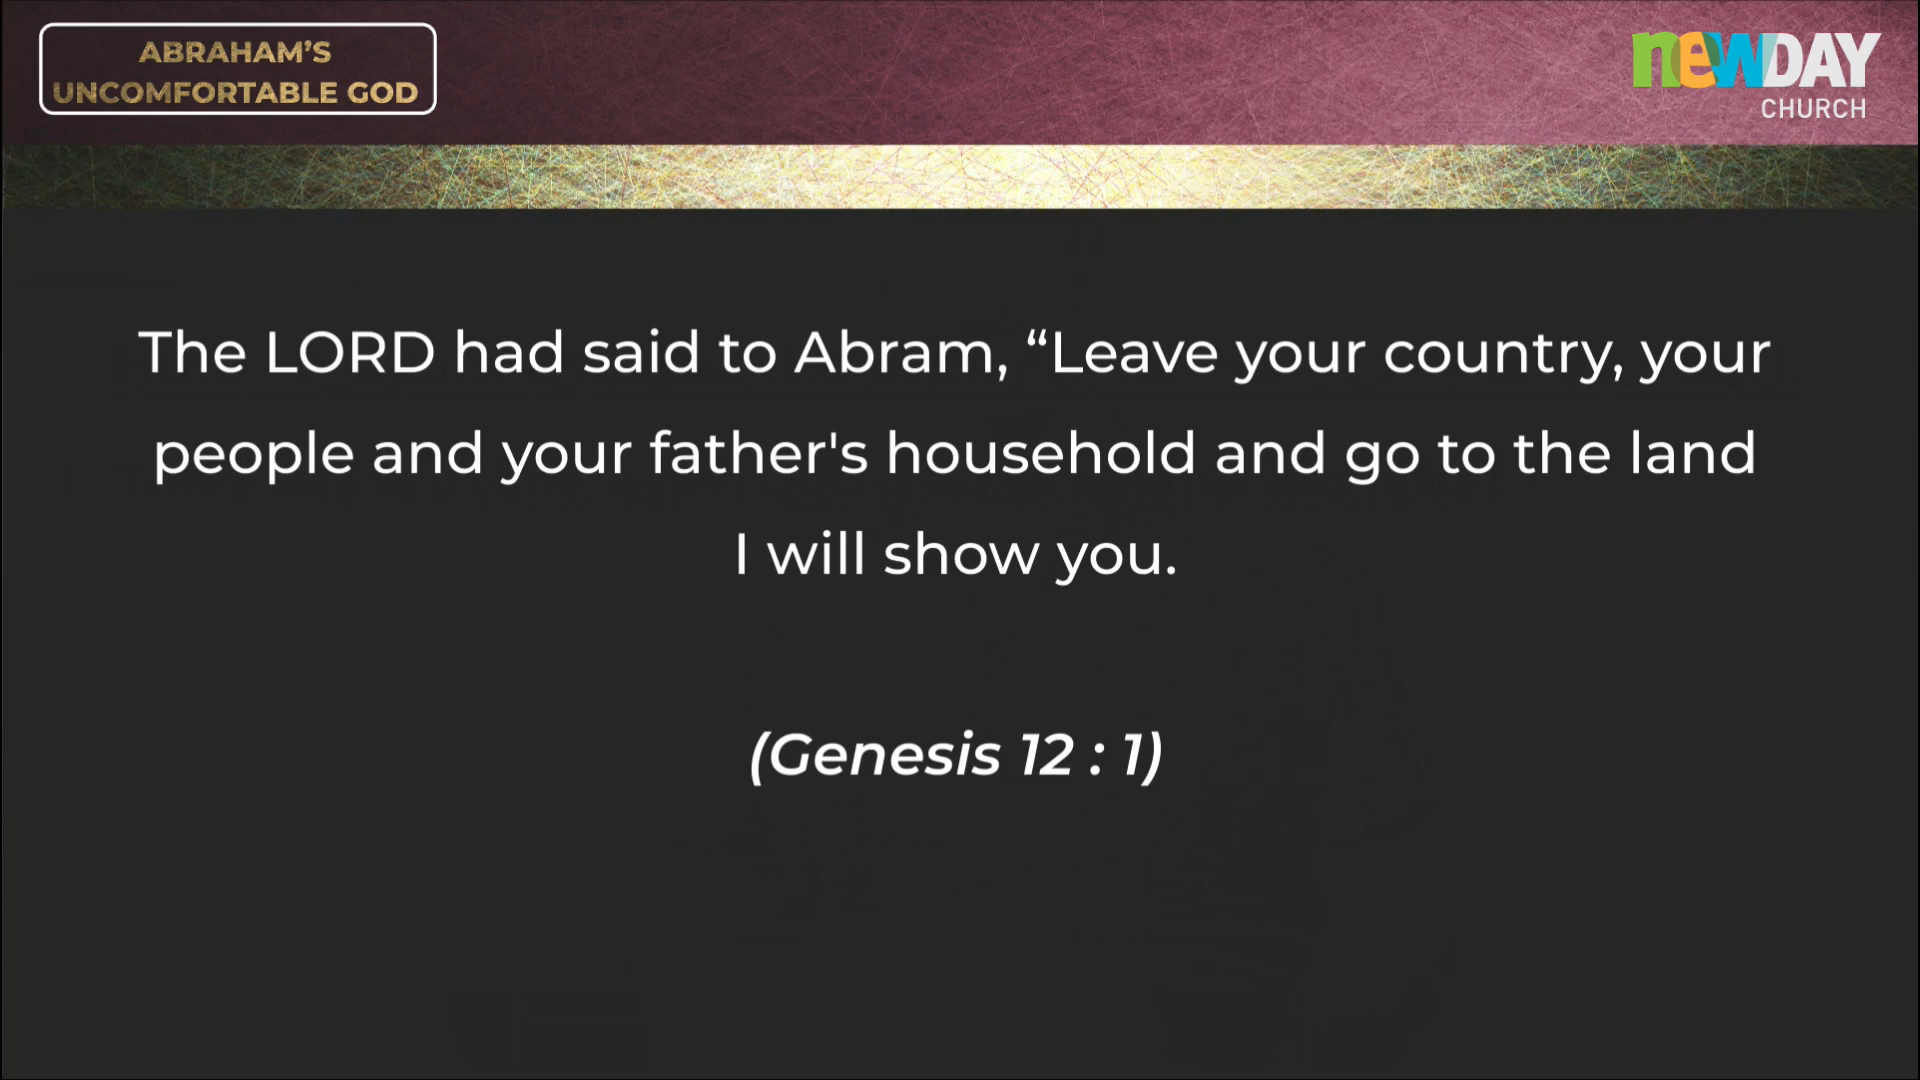 ABRAHAM’S
UNCOMFORTABLE GOD
newDAY
CHURCH
The LORD had said to Abram, “Leave your country, your
people and your father's household and go to the land
I will show you.
(Genesis 12 : 1)